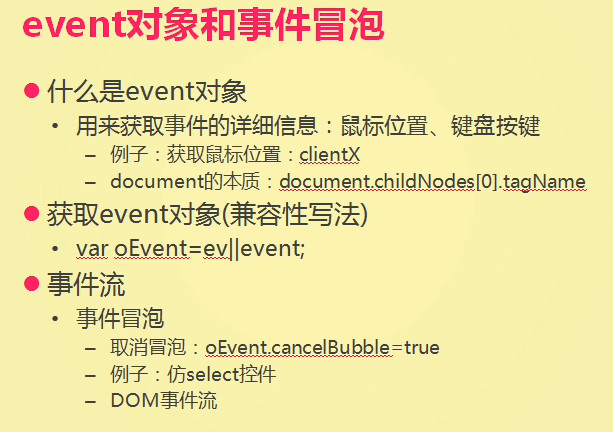 event对象和事件冒泡
● 什么是event对象
• 用来获取事件的详细信息：鼠标位置、键盘按键
– 例子：获取鼠标位置：clientX
– document的本质：document.childNodes[0].tagName
● 获取event对象(兼容性写法)
• var oEvent=ev||event;
● 事件流
• 事件冒泡
– 取消冒泡：oEvent.cancelBubble=true
– 例子：仿select控件
– DOM事件流